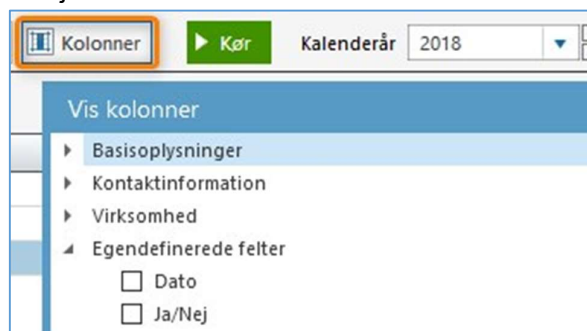 Kolonner Kør Kalenderår 2018
Vis kolonner
Basisoplysninger
Kontaktinformation
Virksomhed
Egendefinerede felter
Dato
Ja/Nej